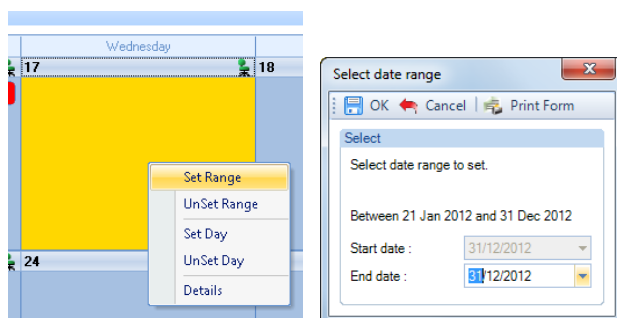 Wednesday
17
18
Set Range
UnSet Range
Set Day
UnSet Day
Details
24
Select date range
OK Cancel Print Form
Select
Select date range to set.
Between 21 Jan 2012 and 31 Dec 2012
Start date : 31/12/2012
End date : 31/12/2012